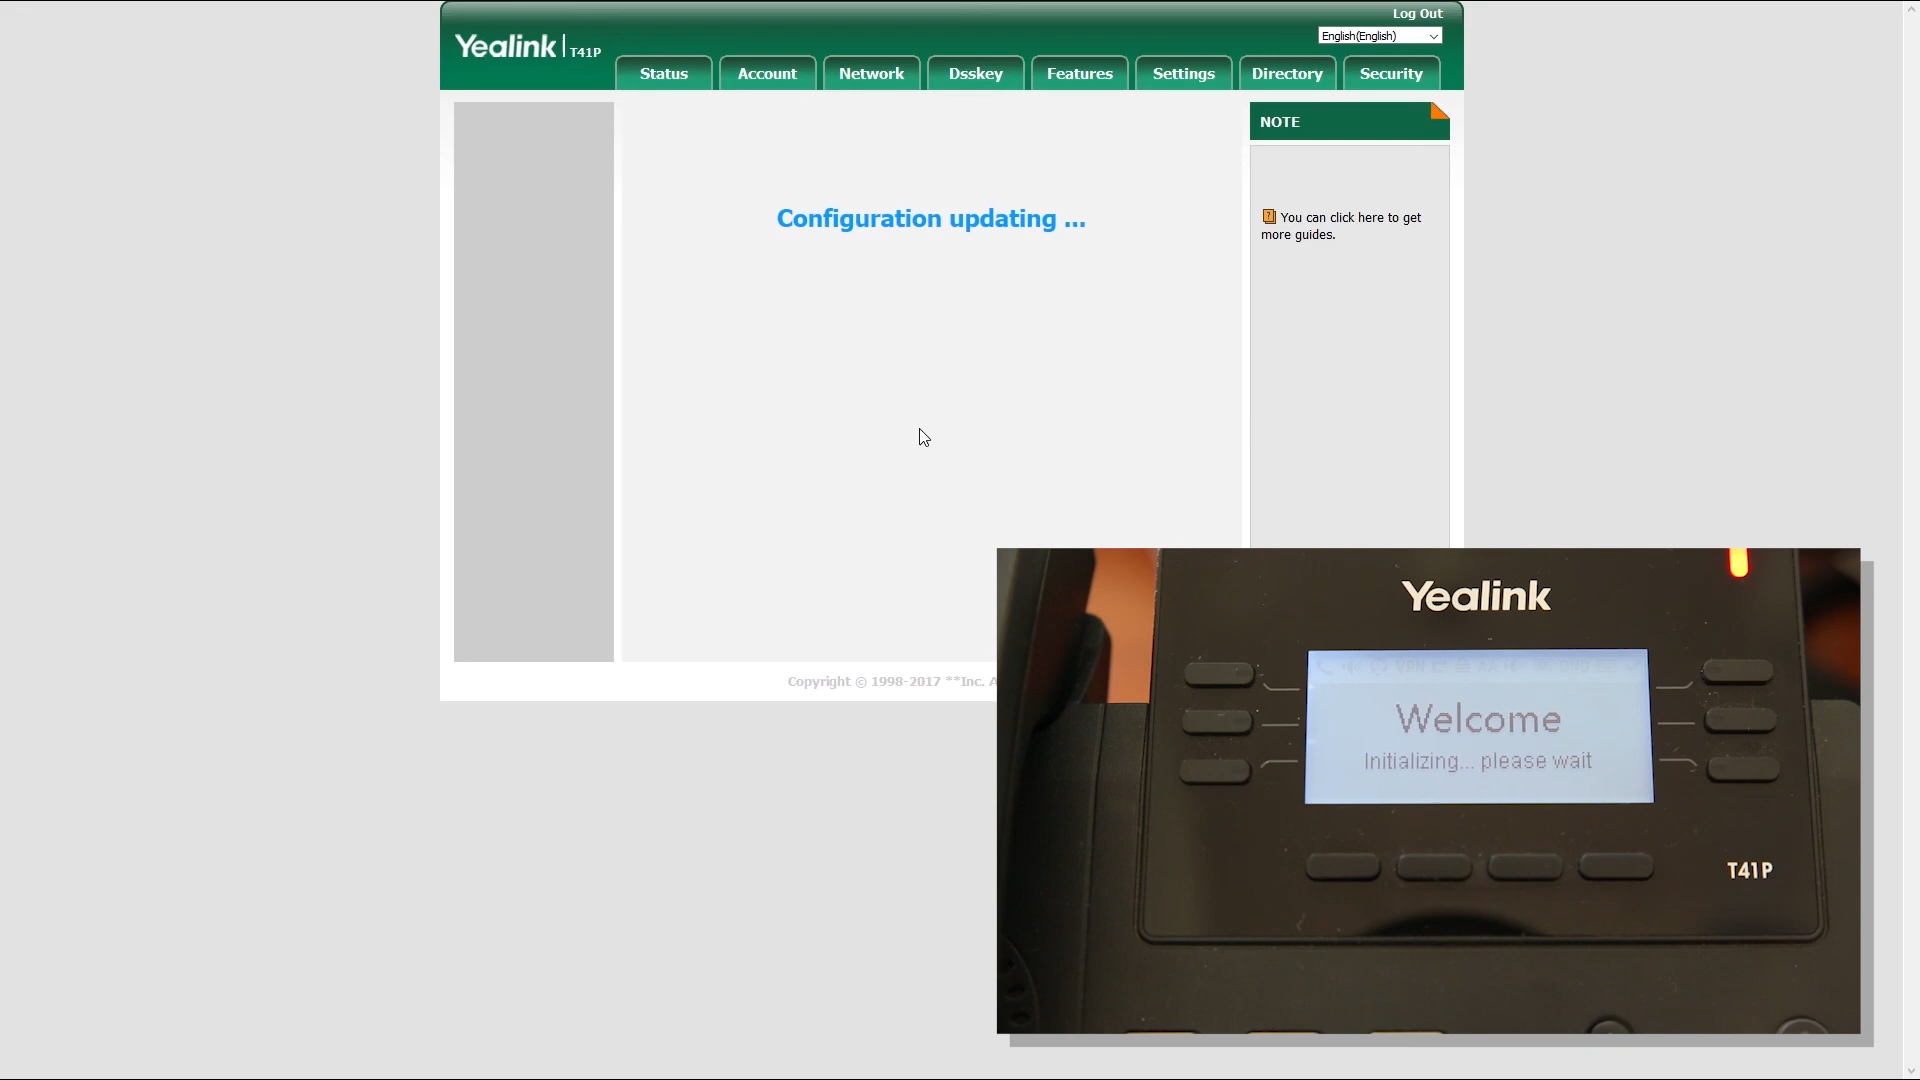 Log Out
English(English)
Yealink T41P
Status
Account
Network
Dsskey
Features
Settings
Directory
Security
NOTE
Configuration updating ...
You can click here to get
more guides.
Copyright © 1998-2017 **Inc. A
Yealink
Welcome
Initializing... please wait
T41P